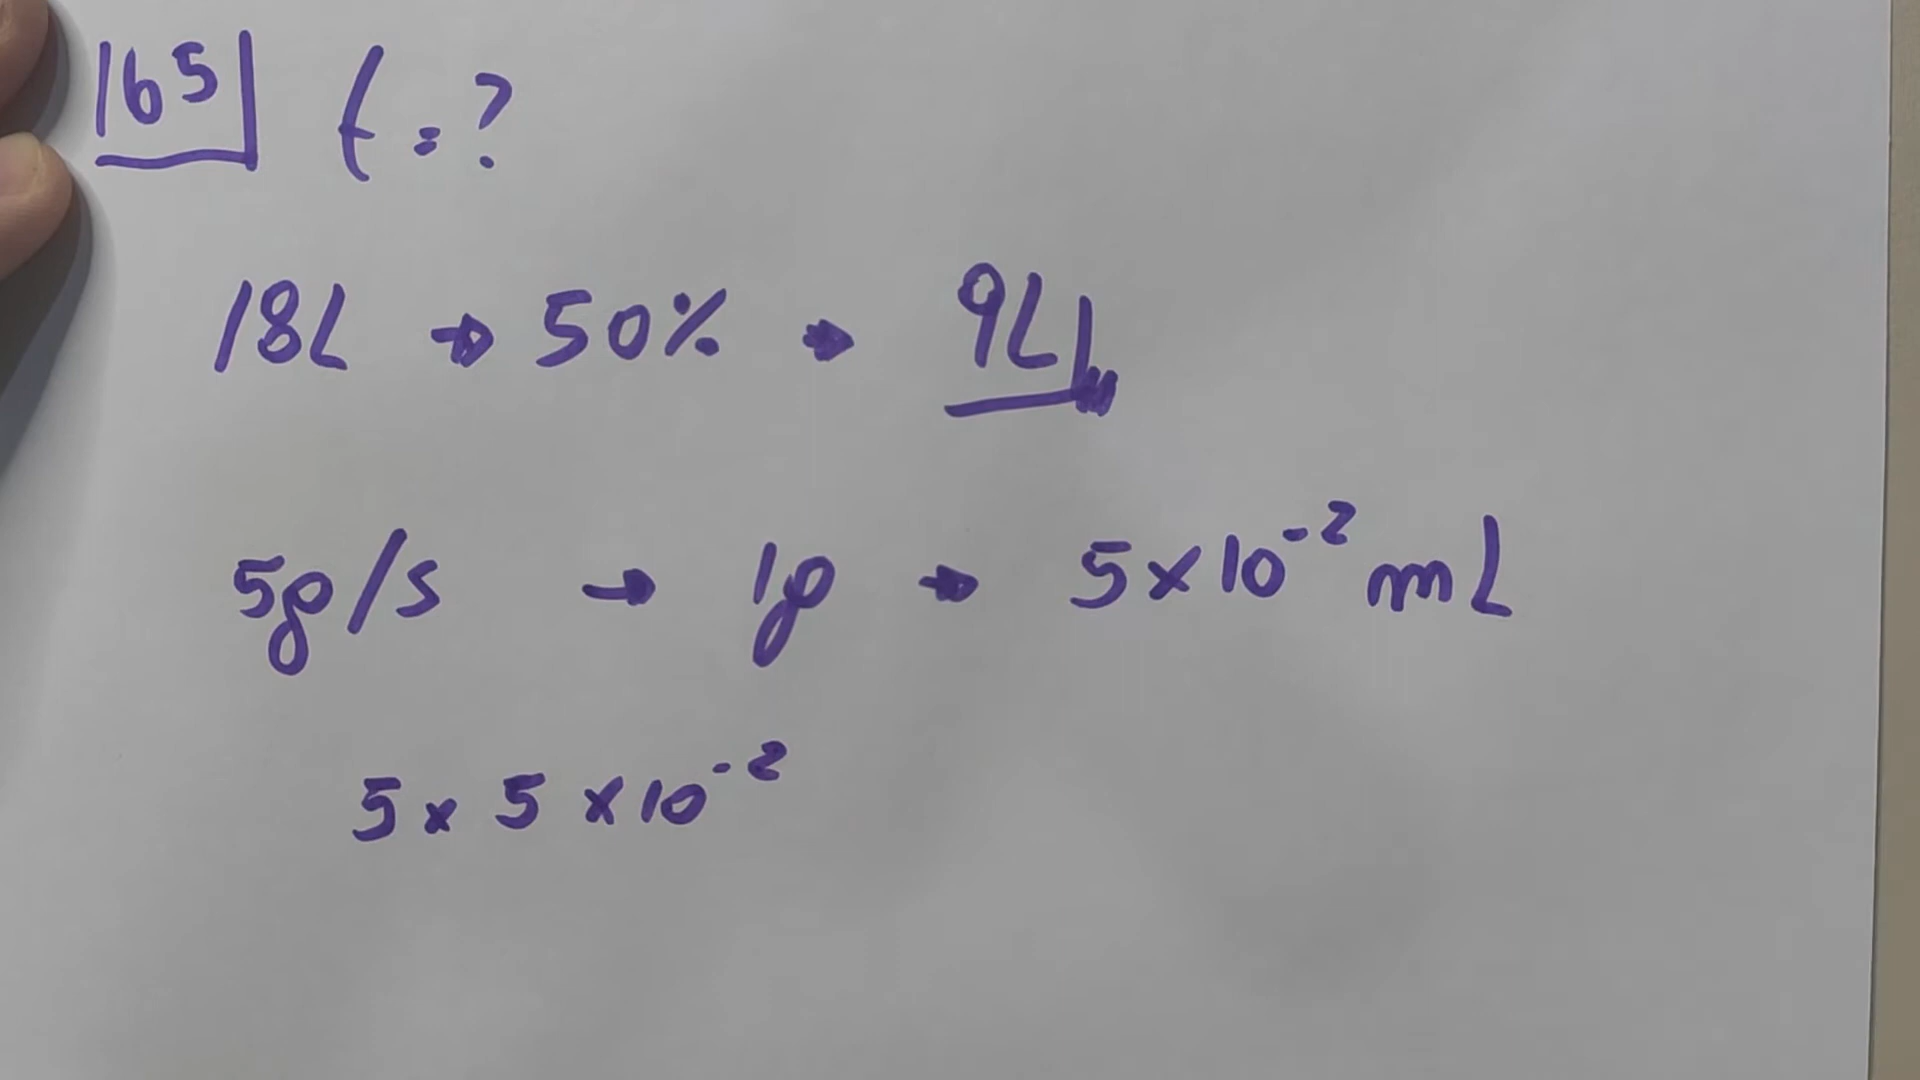 165 t = ?
18L → 50% → 9L
5g/s → 1g → 5×10⁻² mL
5 × 5 × 10⁻²